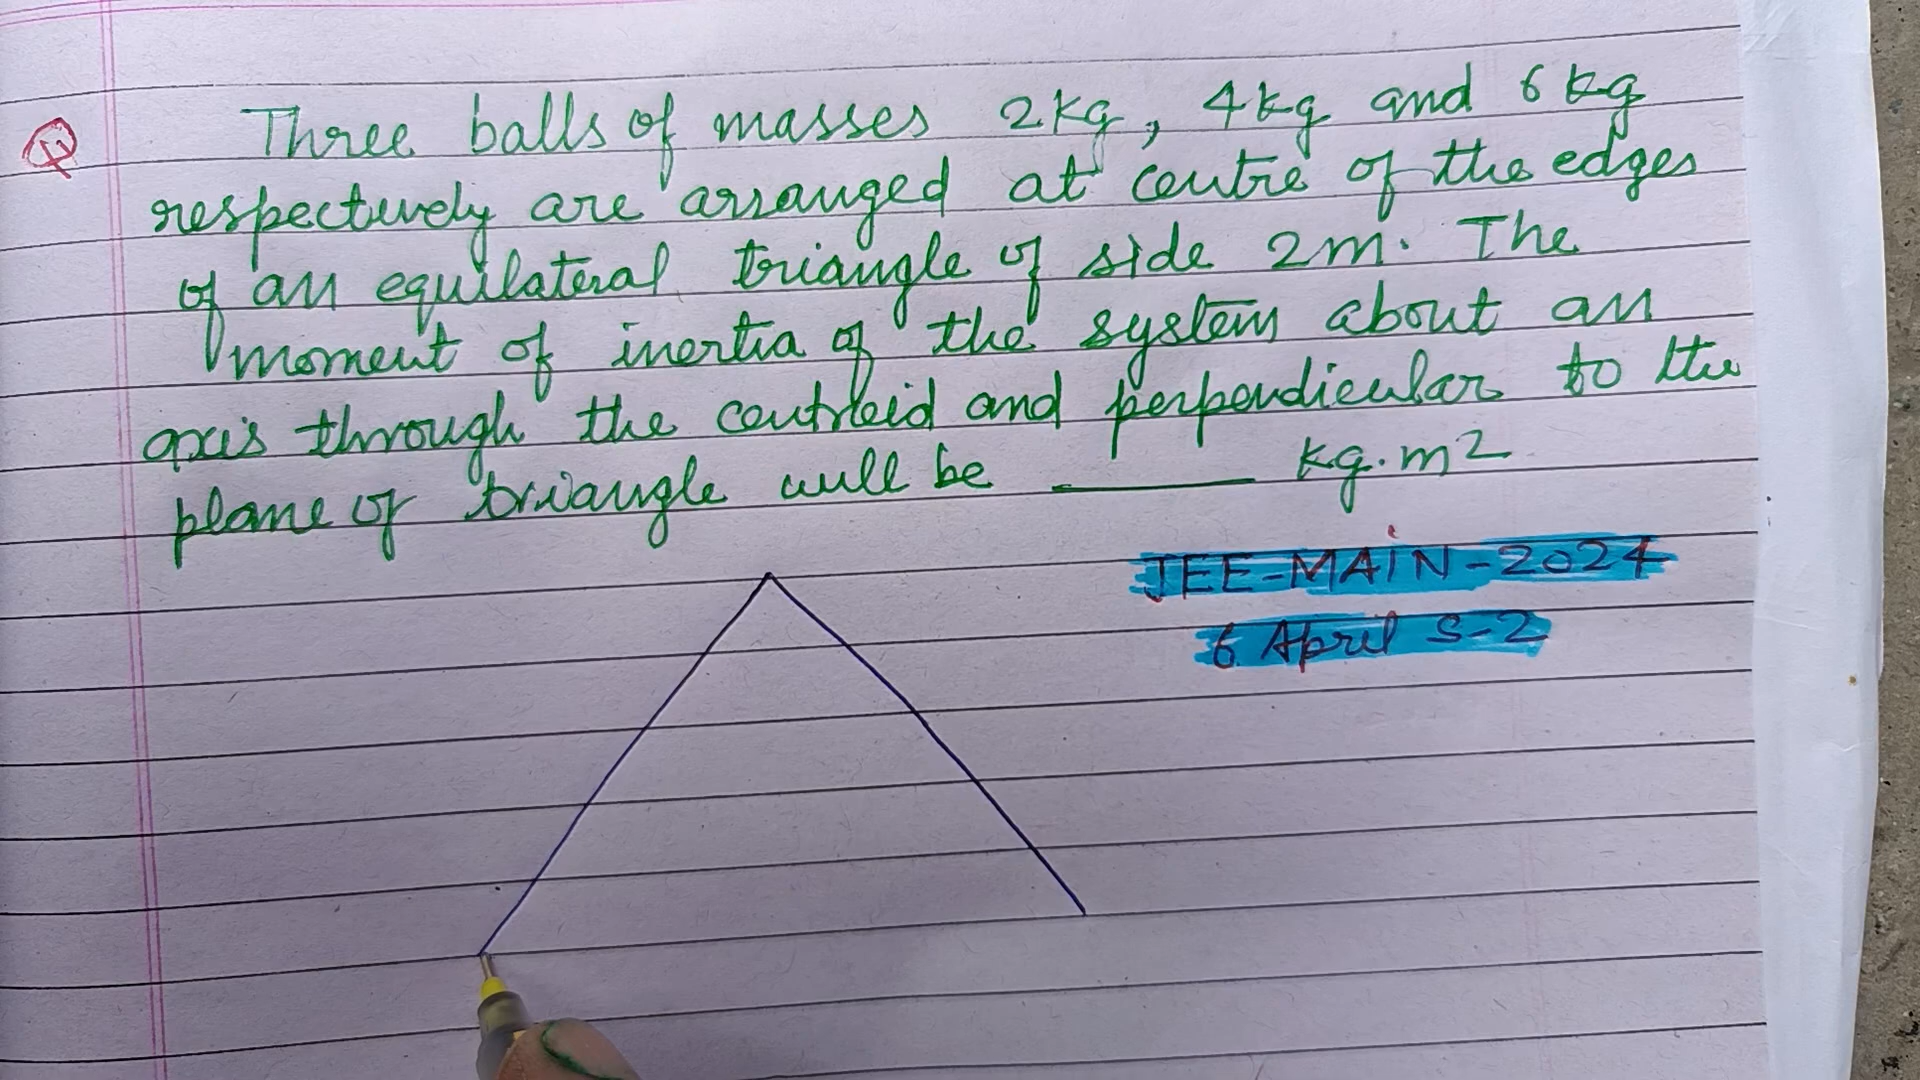 Q Three balls of masses 2kg, 4kg and 6kg
respectively are arranged at centre of the edges
of an equilateral triangle of side 2m. The
moment of inertia of the system about an
axis through the centroid and perpendicular to the
plane of triangle will be ______ kg.m2
JEE-MAIN-2024
6 April S-2